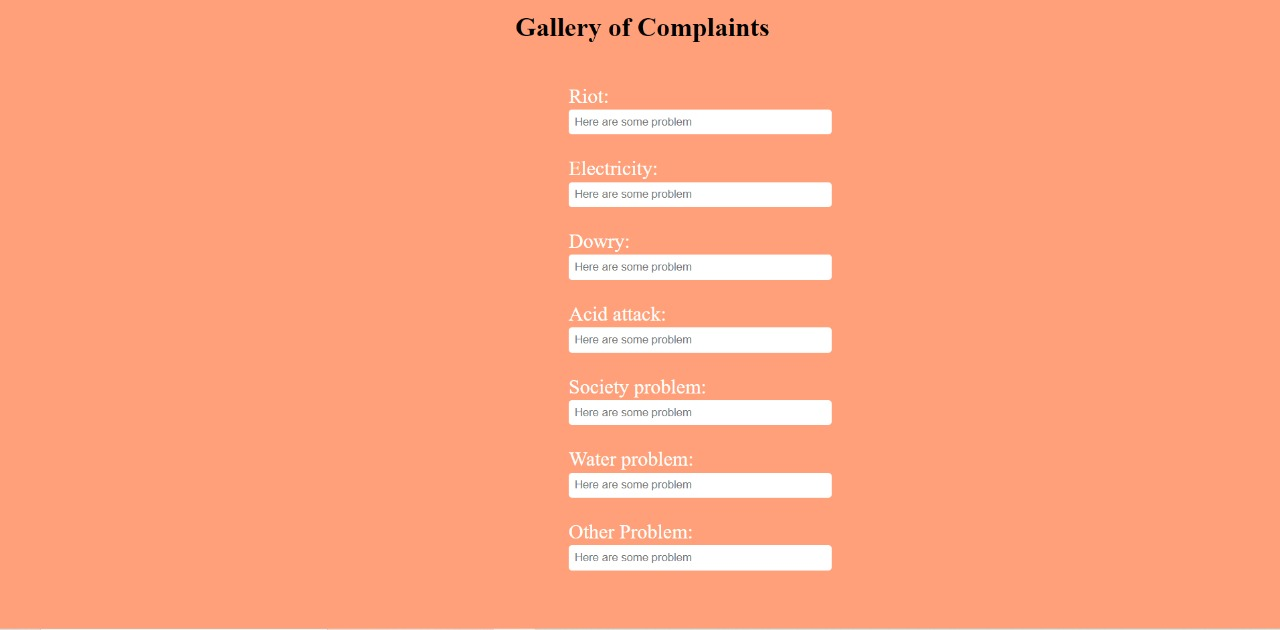 Gallery of Complaints
Riot:
Here are some problem
Electricity:
Here are some problem
Dowry:
Here are some problem
Acid attack:
Here are some problem
Society problem:
Here are some problem
Water problem:
Here are some problem
Other Problem:
Here are some problem